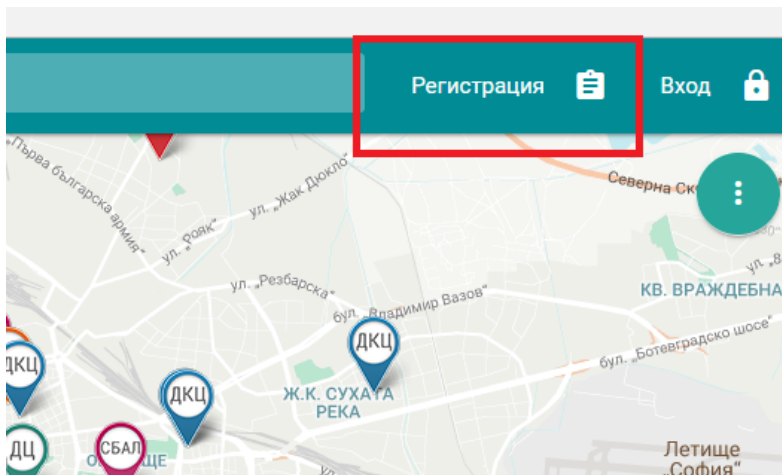 Регистрация
Вход
„Първа българска армия“
ул. „Жак Дюкло“
ул. „Рояк“
Северна Ск
ул. „Резбарска“
бул. „Владимир Вазов“
КВ. ВРАЖДЕБНА
бул. „Ботевградско шосе“
ДКЦ
ДКЦ
ДКЦ
Ж.К. СУХАТА
РЕКА
ДЦ
СБАЛ
Летище
„София“